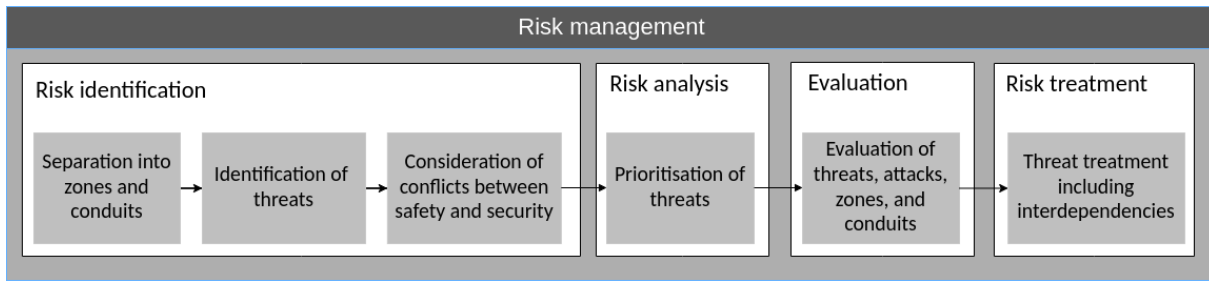 Risk management
Risk identification
Separation into
zones and
conduits
Identification of
threats
Consideration of
conflicts between
safety and security
Risk analysis
Prioritisation of
threats
Evaluation
Evaluation of
threats, attacks,
zones, and
conduits
Risk treatment
Threat treatment
including
interdependencies